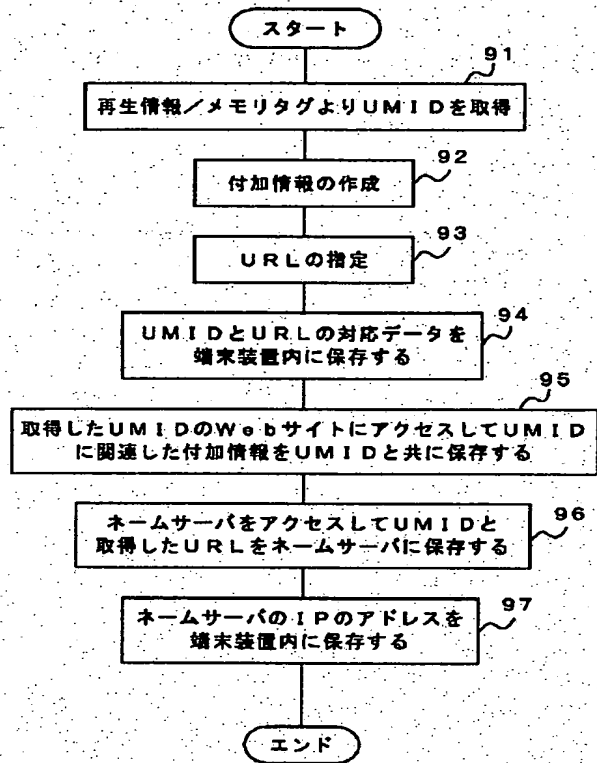 スタート
91
再生情報／メモリタグよりＵＭＩＤを取得
92
付加情報の作成
93
ＵＲＬの指定
94
ＵＭＩＤとＵＲＬの対応データを
端末装置内に保存する
95
取得したＵＭＩＤのＷｅｂサイトにアクセスしてＵＭＩＤ
に関連した付加情報をＵＭＩＤと共に保存する
96
ネームサーバをアクセスしてＵＭＩＤと
取得したＵＲＬをネームサーバに保存する
97
ネームサーバのＩＰのアドレスを
端末装置内に保存する
エンド